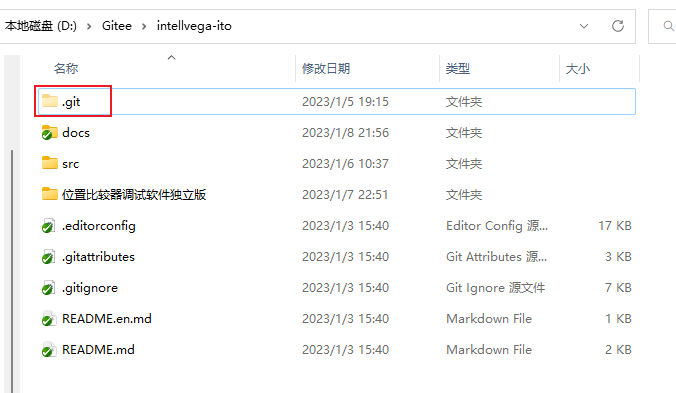 本地磁盘 (D:) > Gitee > intellvega-ito
名称 修改日期 类型 大小
.git 2023/1/5 19:15 文件夹
docs 2023/1/8 21:56 文件夹
src 2023/1/6 10:37 文件夹
位置比较器调试软件独立版 2023/1/7 22:51 文件夹
.editorconfig 2023/1/3 15:40 Editor Config 源... 17 KB
.gitattributes 2023/1/3 15:40 Git Attributes 源... 3 KB
.gitignore 2023/1/3 15:40 Git Ignore 源文件 7 KB
README.en.md 2023/1/3 15:40 Markdown File 1 KB
README.md 2023/1/3 15:40 Markdown File 2 KB